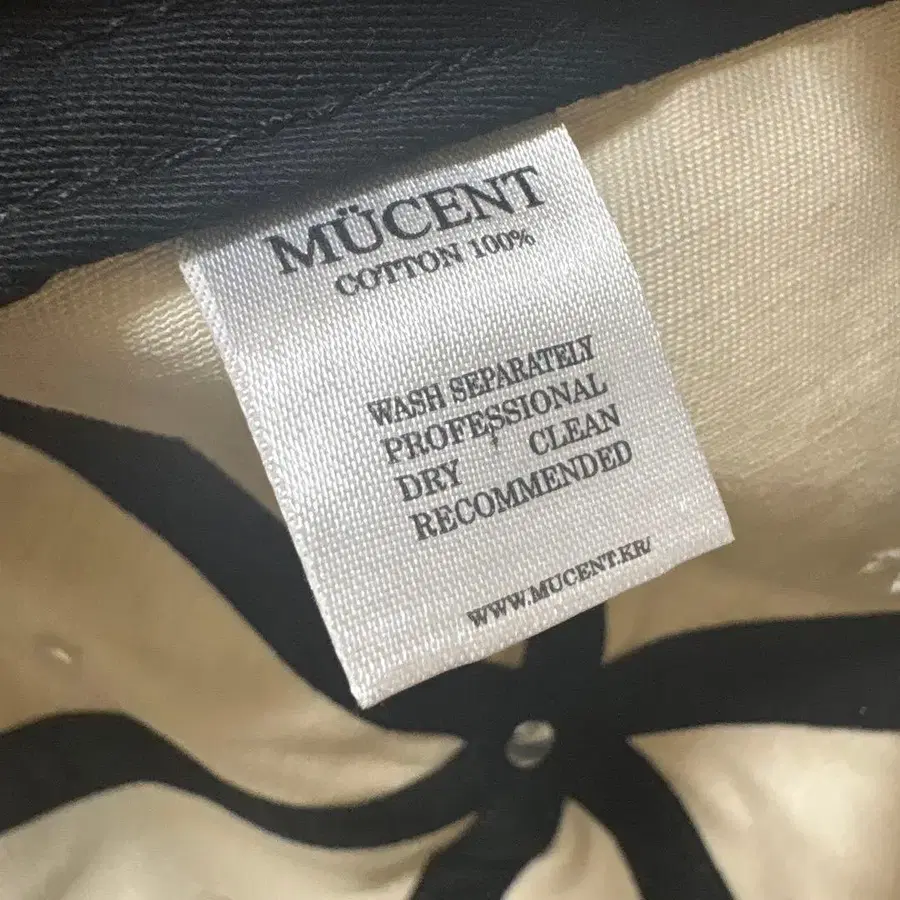 MÜCENT
COTTON 100%
WASH SEPARATELY
PROFESSIONAL
DRY CLEAN
RECOMMENDED
WWW.MUCENT.KR/